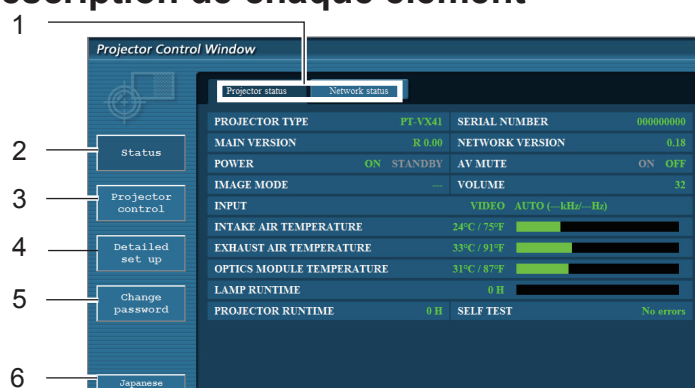 scription de chaque élément
1
Projector Control Window
Projector status Network status
PROJECTOR TYPE PT-VX41 SERIAL NUMBER 000000000
2 Status MAIN VERSION R 0.00 NETWORK VERSION 0.18
POWER ON STANDBY AV MUTE ON OFF
IMAGE MODE — VOLUME 32
3 Projector
control
INPUT VIDEO AUTO (—kHz/—Hz)
INTAKE AIR TEMPERATURE 24°C / 75°F
4 Detailed
set up
EXHAUST AIR TEMPERATURE 33°C / 91°F
OPTICS MODULE TEMPERATURE 31°C / 87°F
5 Change
password
LAMP RUNTIME 0 H
PROJECTOR RUNTIME 0 H SELF TEST No errors
6 Japanese